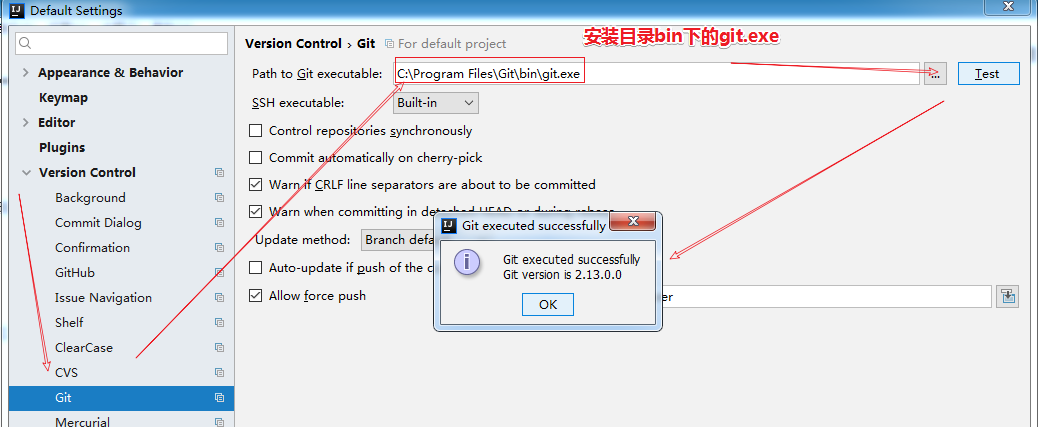 Default Settings
安装目录bin下的git.exe
Version Control › Git For default project
Appearance & Behavior
Keymap
Editor
Plugins
Version Control
Background
Commit Dialog
Confirmation
GitHub
Issue Navigation
Shelf
ClearCase
CVS
Git
Mercurial
Path to Git executable: C:\Program Files\Git\bin\git.exe ... Test
SSH executable: Built-in
Control repositories synchronously
Commit automatically on cherry-pick
Warn if CRLF line separators are about to be committed
Warn when committing in detached HEAD or during rebase
Update method: Branch defa
Auto-update if push of the c
Allow force push
er
Git executed successfully
Git executed successfully
Git version is 2.13.0.0
OK